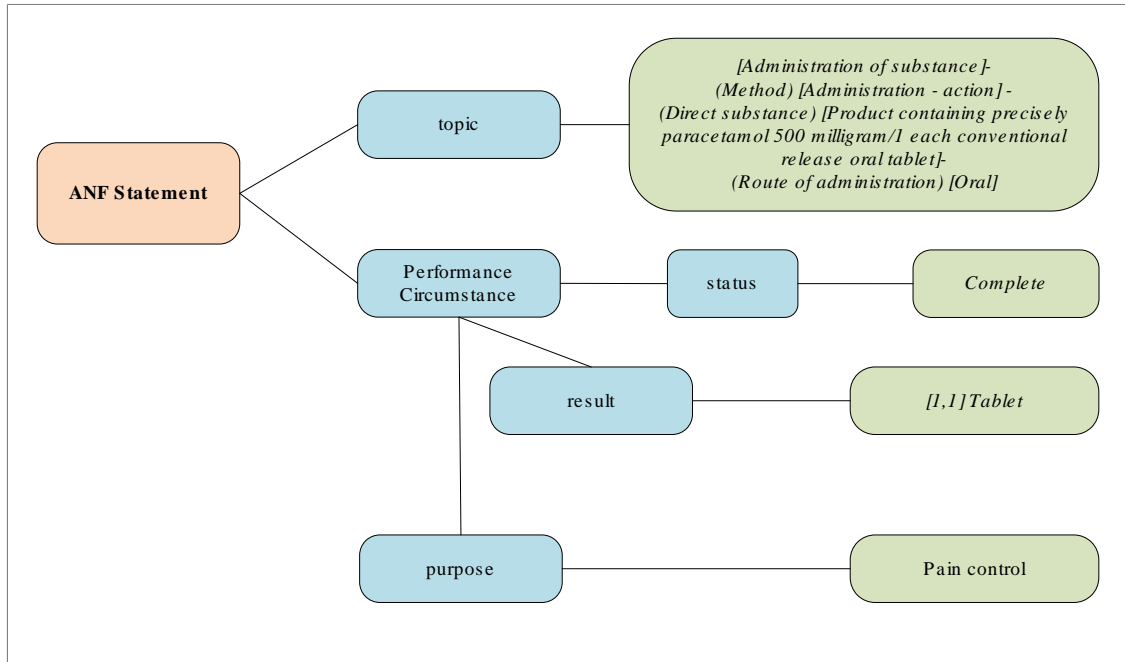 [Administration of substance]-
(Method) [Administration - action] -
(Direct substance) [Product containing precisely
paracetamol 500 milligram/1 each conventional
release oral tablet]-
(Route of administration) [Oral]
topic
ANF Statement
Performance
Circumstance
status
Complete
result
[1,1] Tablet
purpose
Pain control